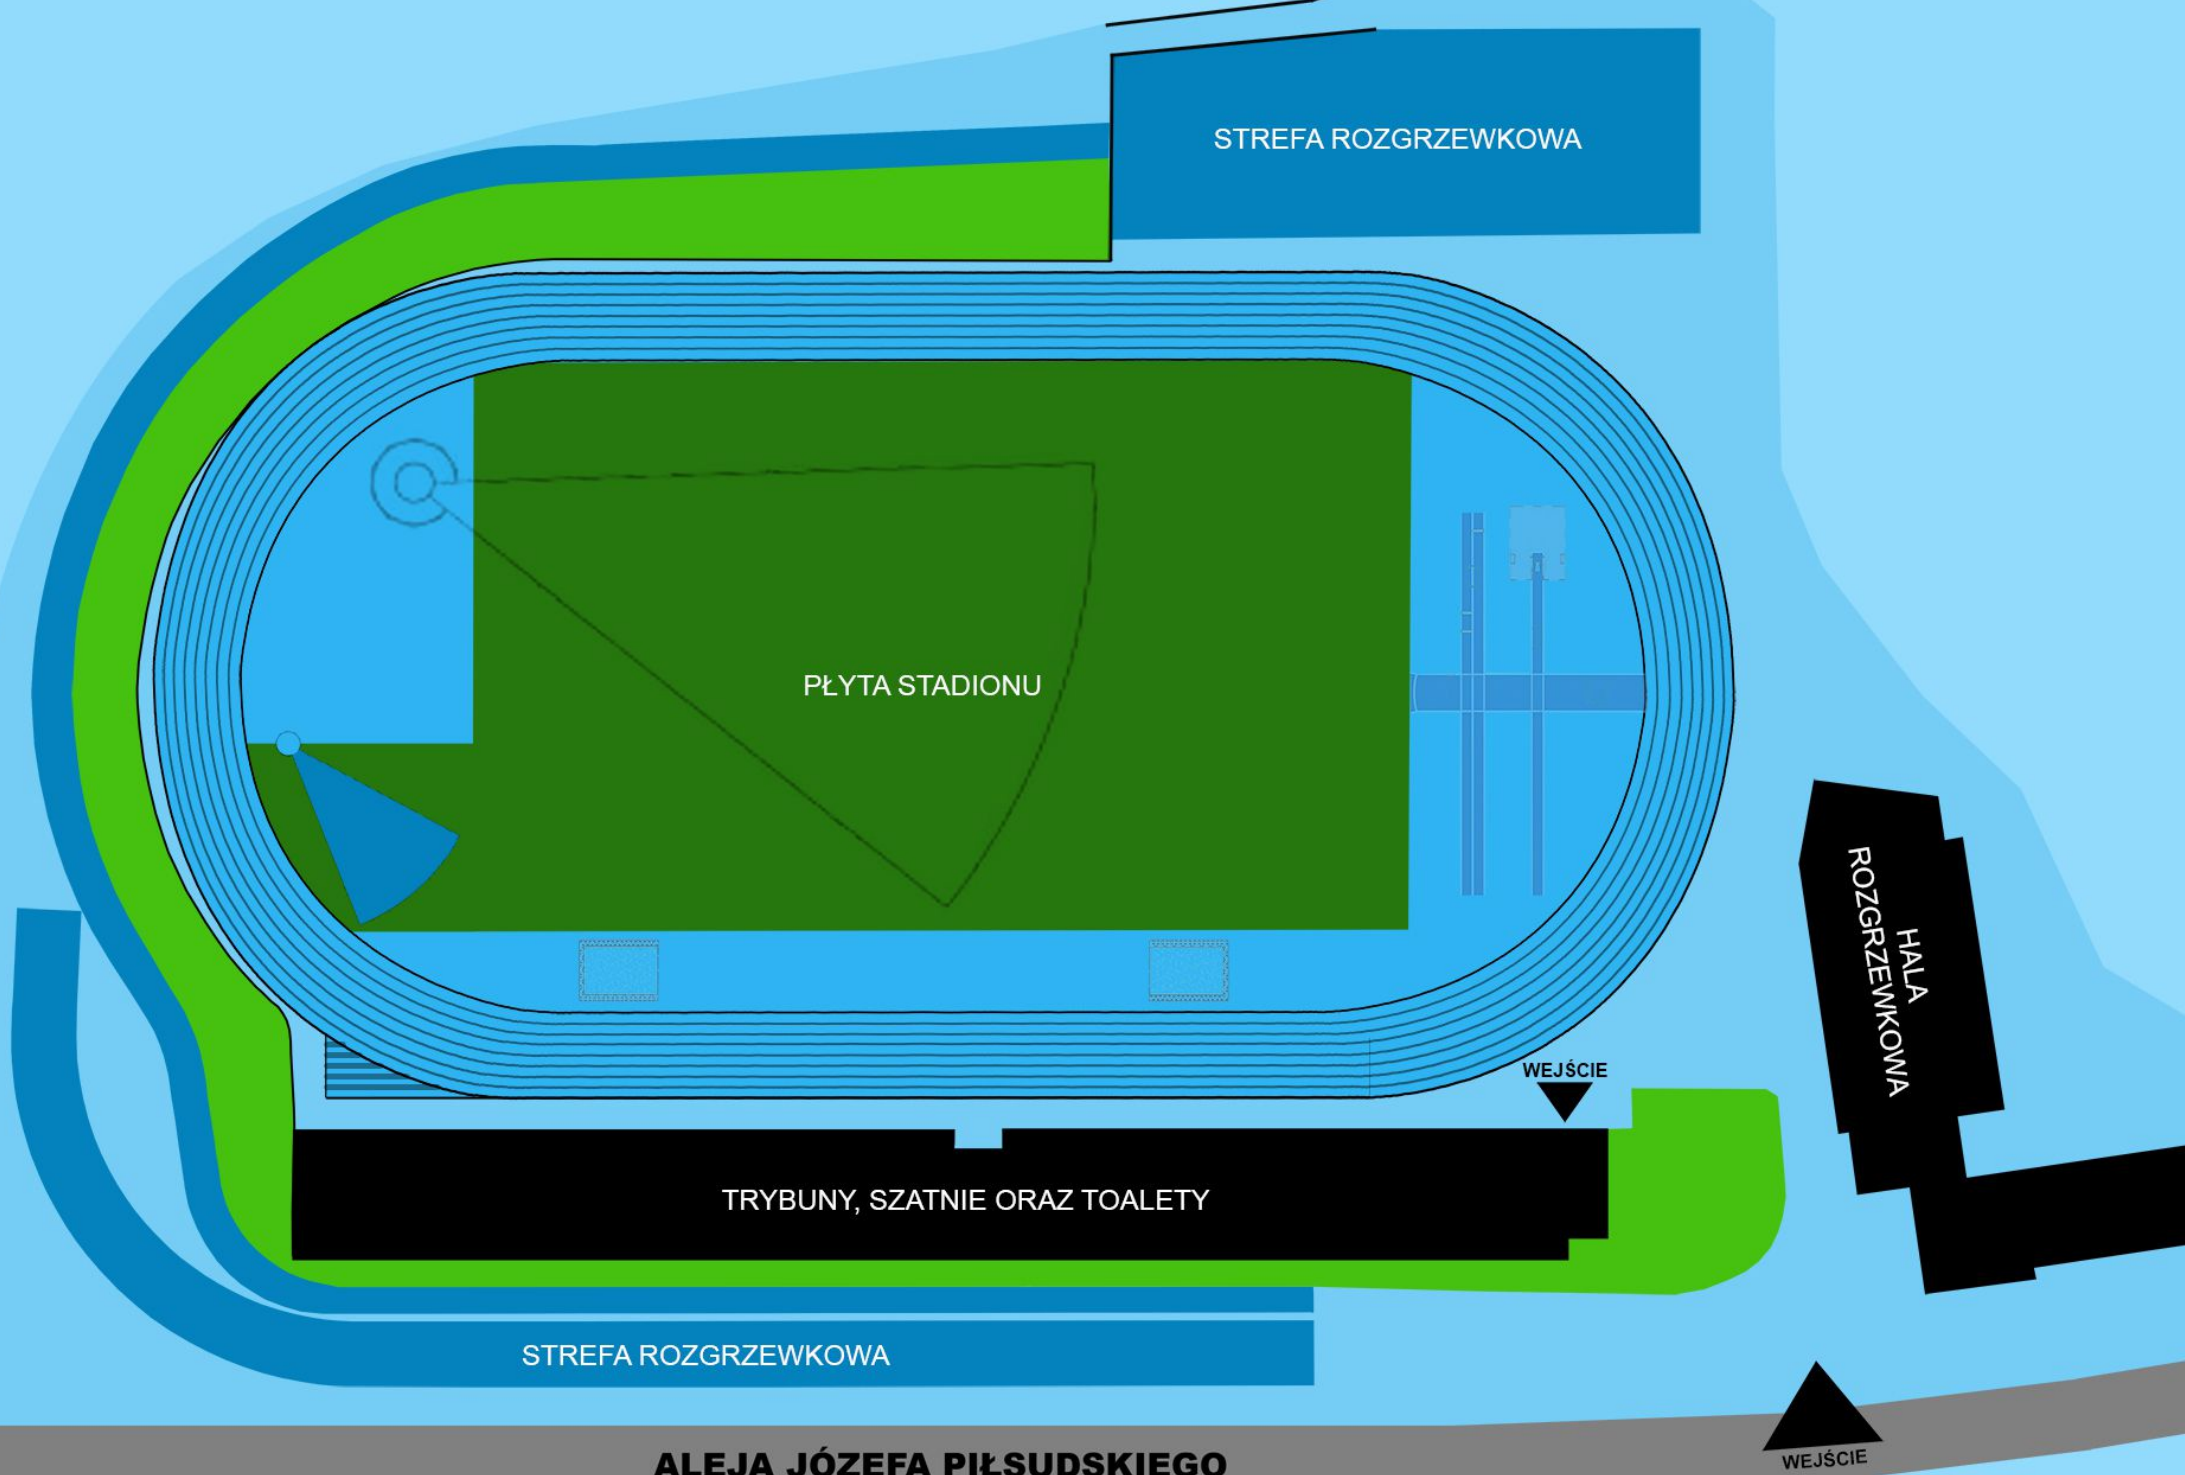 STREFA ROZGRZEWKOWA
PŁYTA STADIONU
HALA
ROZGRZEWKOWA
WEJŚCIE
TRYBUNY, SZATNIE ORAZ TOALETY
STREFA ROZGRZEWKOWA
ALEJA JÓZEFA PIŁSUDSKIEGO
WEJŚCIE